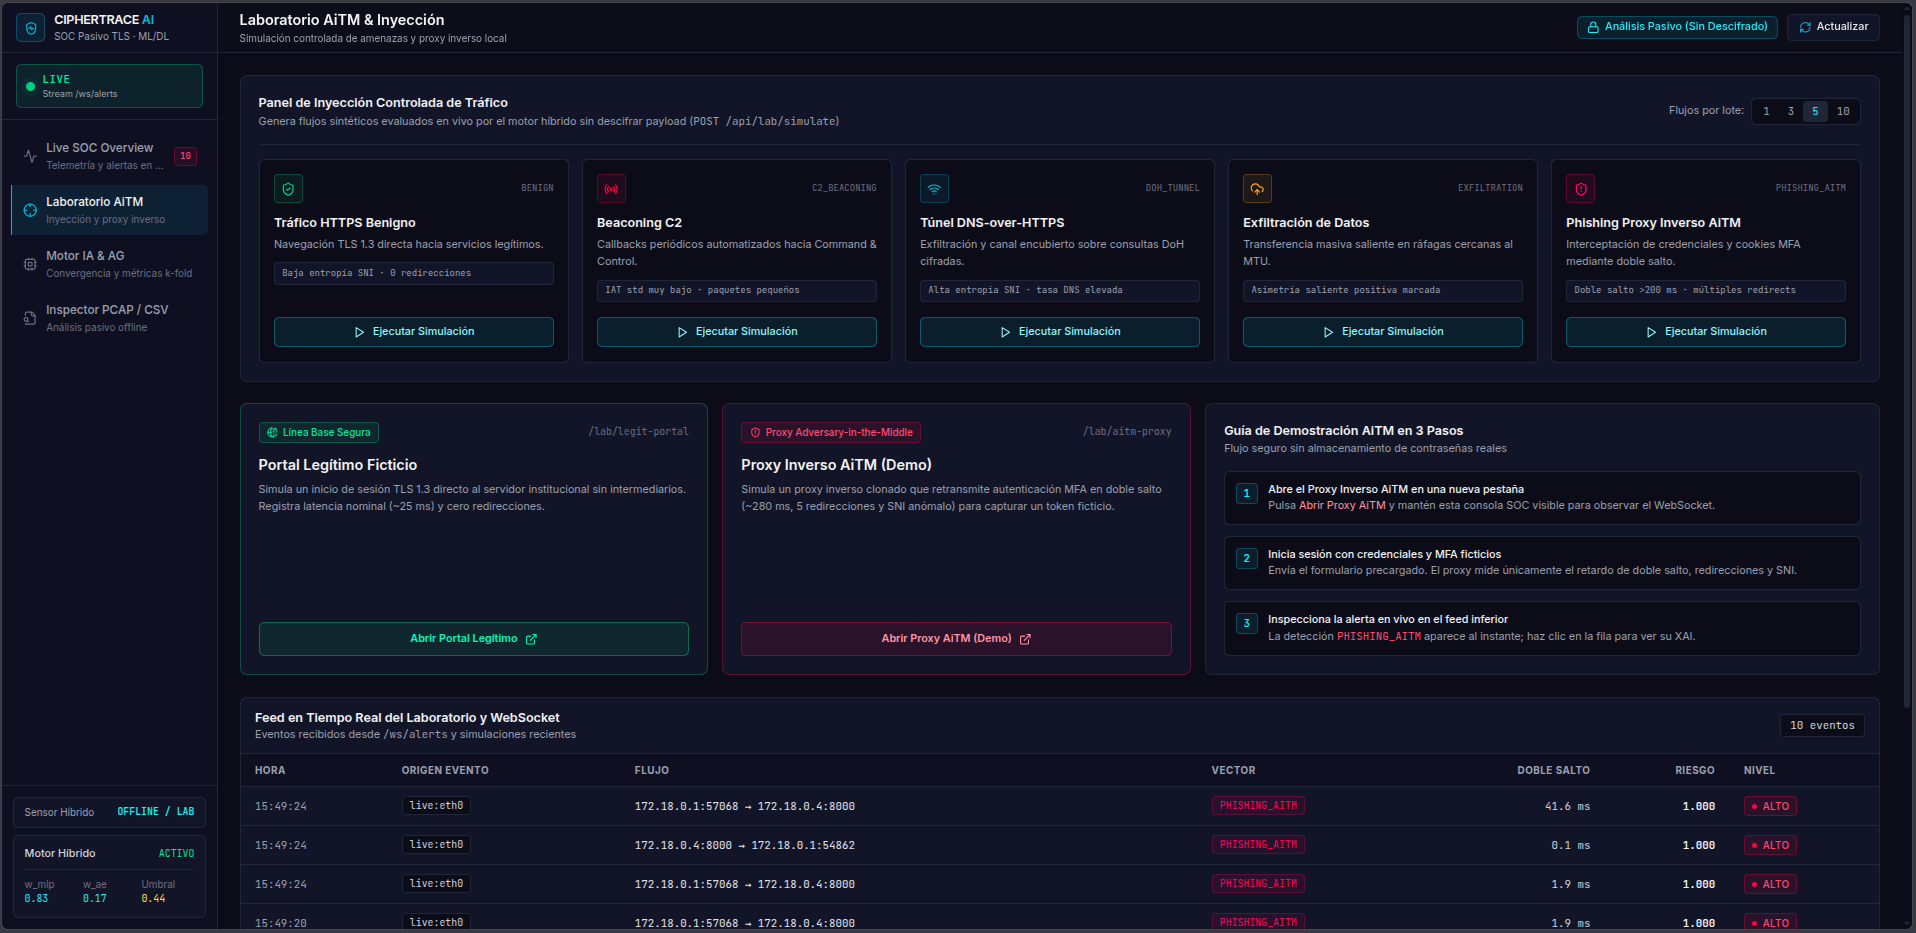 CIPHERTRACE AI
SOC Pasivo TLS · ML/DL
LIVE
Stream /ws/alerts
Live SOC Overview
Telemetría y alertas en ...
10
Laboratorio AiTM
Inyección y proxy inverso
Motor IA & AG
Convergencia y métricas k-fold
Inspector PCAP / CSV
Análisis pasivo offline
Sensor Híbrido
OFFLINE / LAB
Motor Híbrido
ACTIVO
w_mlp
w_ae
Umbral
0.83
0.17
0.44
Laboratorio AiTM & Inyección
Simulación controlada de amenazas y proxy inverso local
Análisis Pasivo (Sin Descifrado)
Actualizar
Panel de Inyección Controlada de Tráfico
Genera flujos sintéticos evaluados en vivo por el motor híbrido sin descifrar payload (POST /api/lab/simulate)
Flujos por lote:
1
3
5
10
BENIGN
Tráfico HTTPS Benigno
Navegación TLS 1.3 directa hacia servicios legítimos.
Baja entropía SNI · 0 redirecciones
Ejecutar Simulación
C2_BEACONING
Beaconing C2
Callbacks periódicos automatizados hacia Command &
Control.
IAT std muy bajo · paquetes pequeños
Ejecutar Simulación
DOH_TUNNEL
Túnel DNS-over-HTTPS
Exfiltración y canal encubierto sobre consultas DoH
cifradas.
Alta entropía SNI · tasa DNS elevada
Ejecutar Simulación
EXFILTRATION
Exfiltración de Datos
Transferencia masiva saliente en ráfagas cercanas al
MTU.
Asimetría saliente positiva marcada
Ejecutar Simulación
PHISHING_AITM
Phishing Proxy Inverso AiTM
Interceptación de credenciales y cookies MFA
mediante doble salto.
Doble salto >200 ms · múltiples redirects
Ejecutar Simulación
Línea Base Segura
/lab/legit-portal
Portal Legítimo Ficticio
Simula un inicio de sesión TLS 1.3 directo al servidor institucional sin intermediarios.
Registra latencia nominal (~25 ms) y cero redirecciones.
Abrir Portal Legítimo
Proxy Adversary-in-the-Middle
/lab/aitm-proxy
Proxy Inverso AiTM (Demo)
Simula un proxy inverso clonado que retransmite autenticación MFA en doble salto
(~280 ms, 5 redirecciones y SNI anómalo) para capturar un token ficticio.
Abrir Proxy AiTM (Demo)
Guía de Demostración AiTM en 3 Pasos
Flujo seguro sin almacenamiento de contraseñas reales
1
Abre el Proxy Inverso AiTM en una nueva pestaña
Pulsa Abrir Proxy AiTM y mantén esta consola SOC visible para observar el WebSocket.
2
Inicia sesión con credenciales y MFA ficticios
Envía el formulario precargado. El proxy mide únicamente el retardo de doble salto, redirecciones y SNI.
3
Inspecciona la alerta en vivo en el feed inferior
La detección PHISHING_AITM aparece al instante; haz clic en la fila para ver su XAI.
Feed en Tiempo Real del Laboratorio y WebSocket
Eventos recibidos desde /ws/alerts y simulaciones recientes
10 eventos
HORA ORIGEN EVENTO FLUJO VECTOR DOBLE SALTO RIESGO NIVEL
15:49:24 live:eth0 172.18.0.1:57068 → 172.18.0.4:8000 PHISHING_AITM 41.6 ms 1.000 ALTO
15:49:24 live:eth0 172.18.0.4:8000 → 172.18.0.1:54862 PHISHING_AITM 0.1 ms 1.000 ALTO
15:49:24 live:eth0 172.18.0.1:57068 → 172.18.0.4:8000 PHISHING_AITM 1.9 ms 1.000 ALTO
15:49:20 live:eth0 172.18.0.1:57068 → 172.18.0.4:8000 PHISHING_AITM 1.9 ms 1.000 ALTO